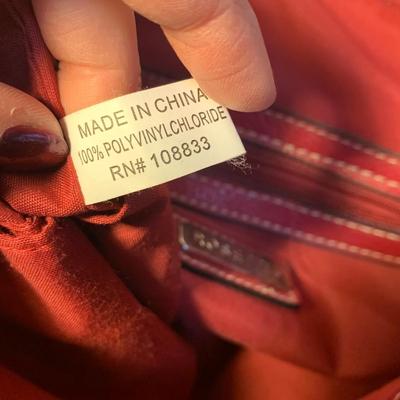 MADE IN CHINA
100% POLYVINYLCHLORIDE
RN# 108833